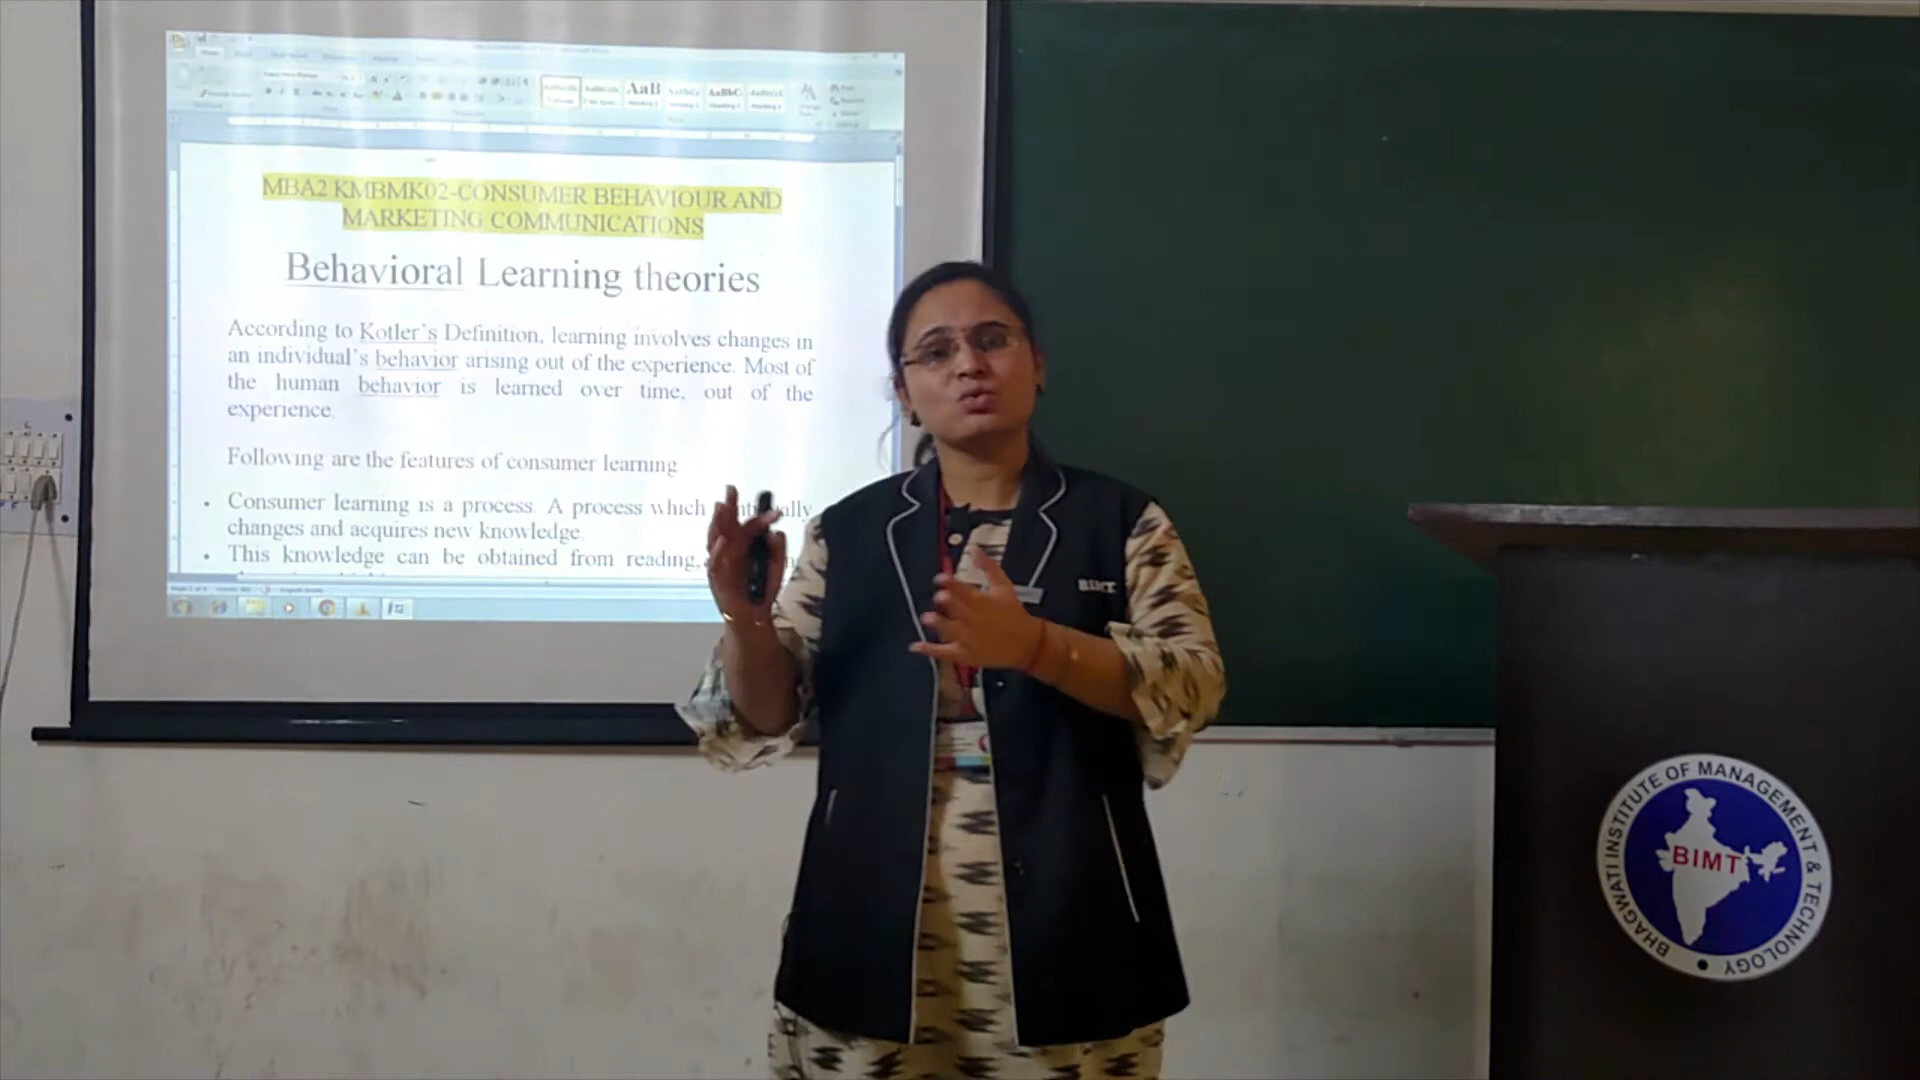 AaB
AaBbC
MBA2 KMBMK02-CONSUMER BEHAVIOUR AND
MARKETING COMMUNICATIONS
Behavioral Learning theories
According to Kotler's Definition, learning involves changes in
an individual's behavior arising out of the experience. Most of
the human behavior is learned over time, out of the
experience.
Following are the features of consumer learning
• Consumer learning is a process. A process which
changes and acquires new knowledge.
• This knowledge can be obtained from reading,
BIMT
BHAGWATI INSTITUTE OF MANAGEMENT & TECHNOLOGY
BIMT